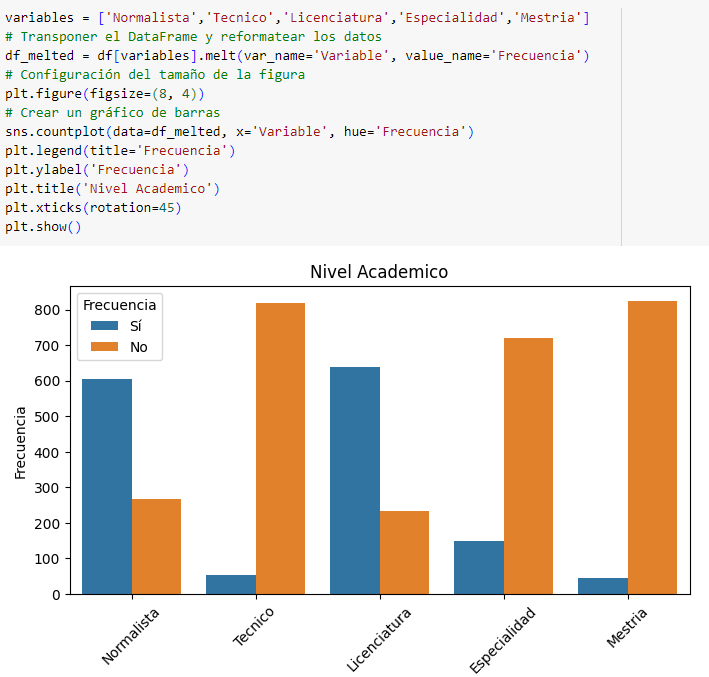 variables = ['Normalista','Tecnico','Licenciatura','Especialidad','Mestria']
# Transponer el DataFrame y reformatear los datos
df_melted = df[variables].melt(var_name='Variable', value_name='Frecuencia')
# Configuración del tamaño de la figura
plt.figure(figsize=(8, 4))
# Crear un gráfico de barras
sns.countplot(data=df_melted, x='Variable', hue='Frecuencia')
plt.legend(title='Frecuencia')
plt.ylabel('Frecuencia')
plt.title('Nivel Academico')
plt.xticks(rotation=45)
plt.show()
Nivel Academico
Frecuencia
Sí
No
Frecuencia
800
700
600
500
400
300
200
100
0
Normalista
Tecnico
Licenciatura
Especialidad
Mestria